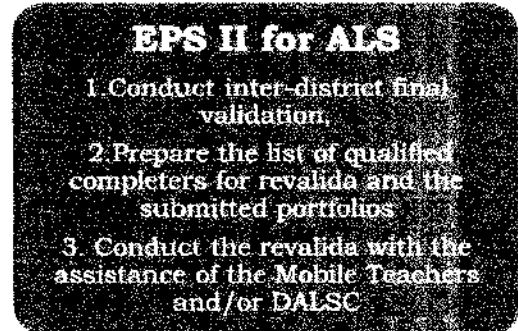 EPS II for ALS
1.Conduct inter-district final
validation,
2.Prepare the list of qualified
completers for revalida and the
submitted portfolios
3. Conduct the revalida with the
assistance of the Mobile Teachers
and/or DALSC